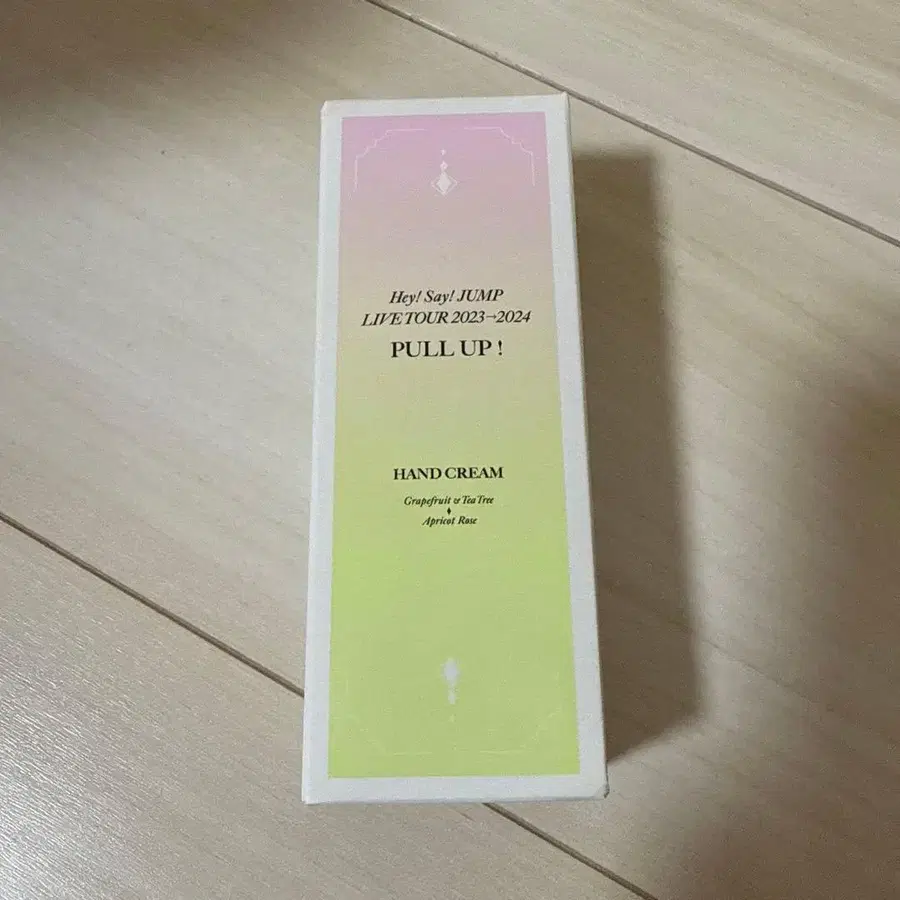 Hey! Say! JUMP
LIVE TOUR 2023→2024
PULL UP !
HAND CREAM
Grapefruit & Tea Tree
Apricot Rose